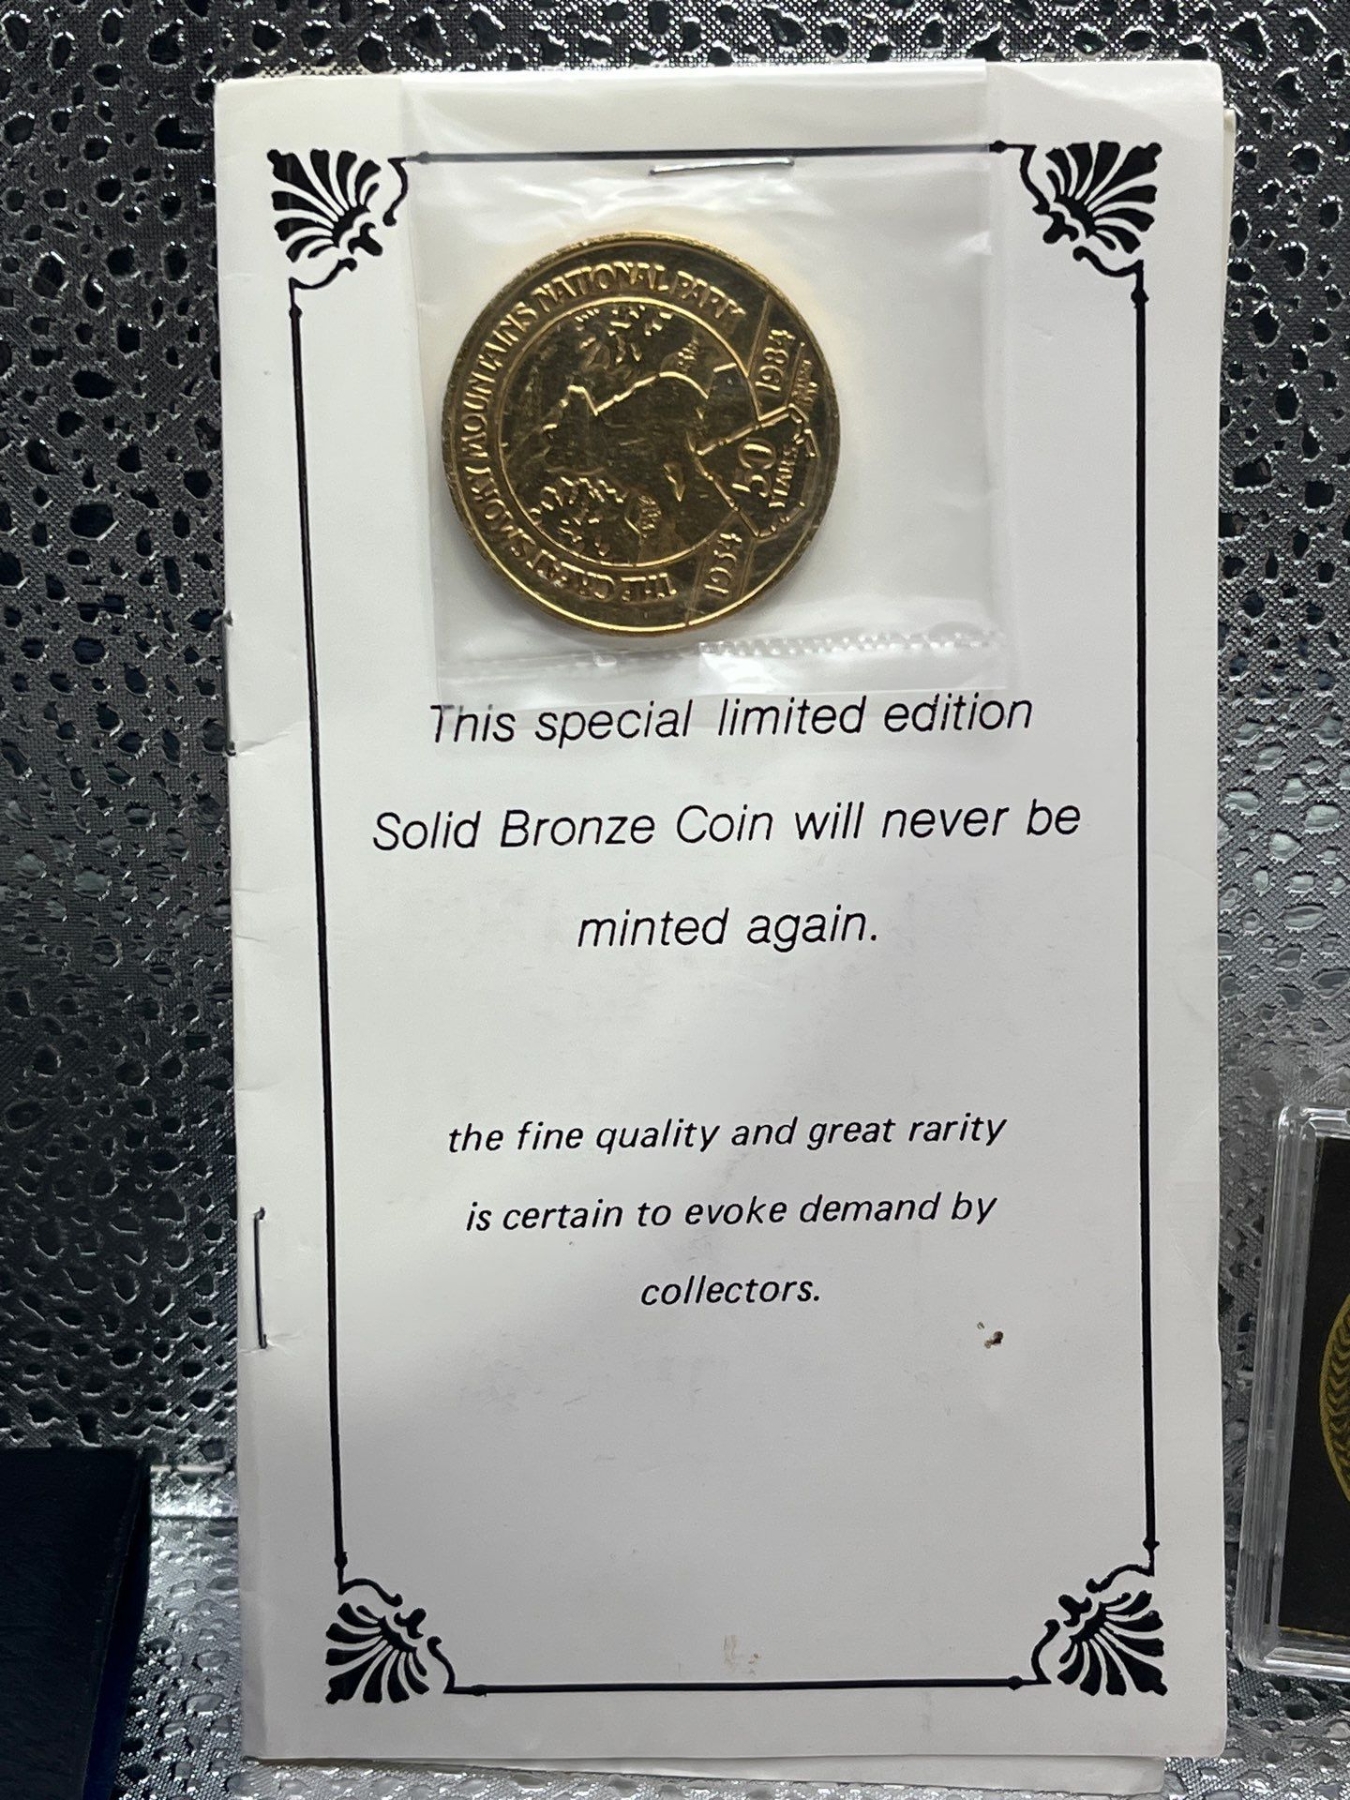 THE GREAT SMOKY MOUNTAINS NATIONAL PARK
1934
50
YEARS
1984
This special limited edition
Solid Bronze Coin will never be
minted again.
the fine quality and great rarity
is certain to evoke demand by
collectors.